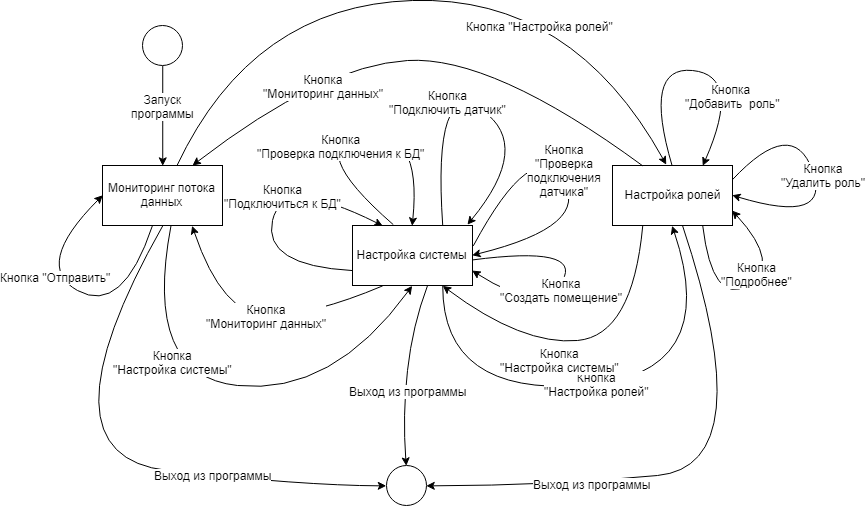 Кнопка "Настройка ролей"
Кнопка
"Мониторинг данных"
Кнопка
"Подключить датчик"
Кнопка
"Добавить  роль"
Запуск
программы
Кнопка
"Проверка подключения к БД"
Кнопка
"Проверка
подключения
датчика"
Кнопка
"Удалить роль"
Мониторинг потока
данных
Кнопка
"Подключиться к БД"
Настройка ролей
Настройка системы
Кнопка "Отправить"
Кнопка
"Создать помещение"
Кнопка
"Подробнее"
Кнопка
"Мониторинг данных"
Кнопка
"Настройка системы"
Кнопка
"Настройка системы"
Кнопка
"Настройка ролей"
Выход из программы
Выход из программы
Выход из программы